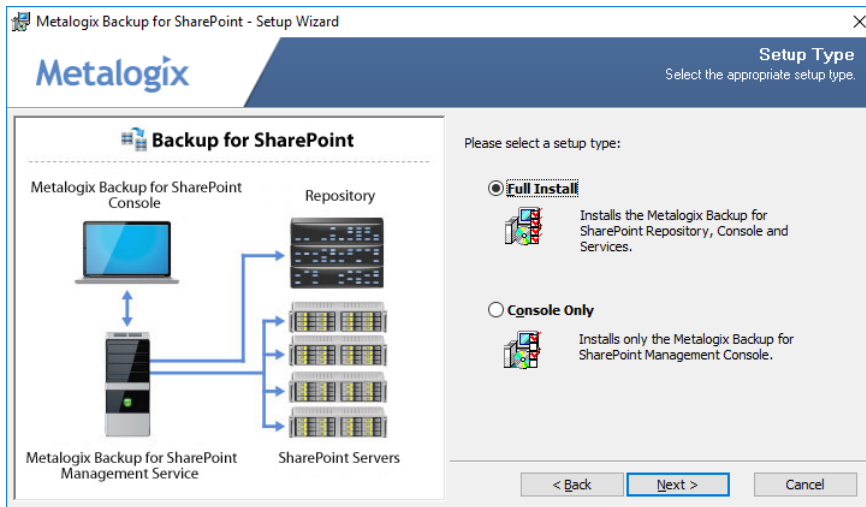 Metalogix Backup for SharePoint - Setup Wizard
Metalogix
Setup Type
Select the appropriate setup type.
Backup for SharePoint
Metalogix Backup for SharePoint
Console
Repository
Metalogix Backup for SharePoint
Management Service
SharePoint Servers
Please select a setup type:
Full Install
Installs the Metalogix Backup for
SharePoint Repository, Console and
Services.
Console Only
Installs only the Metalogix Backup for
SharePoint Management Console.
< Back
Next >
Cancel